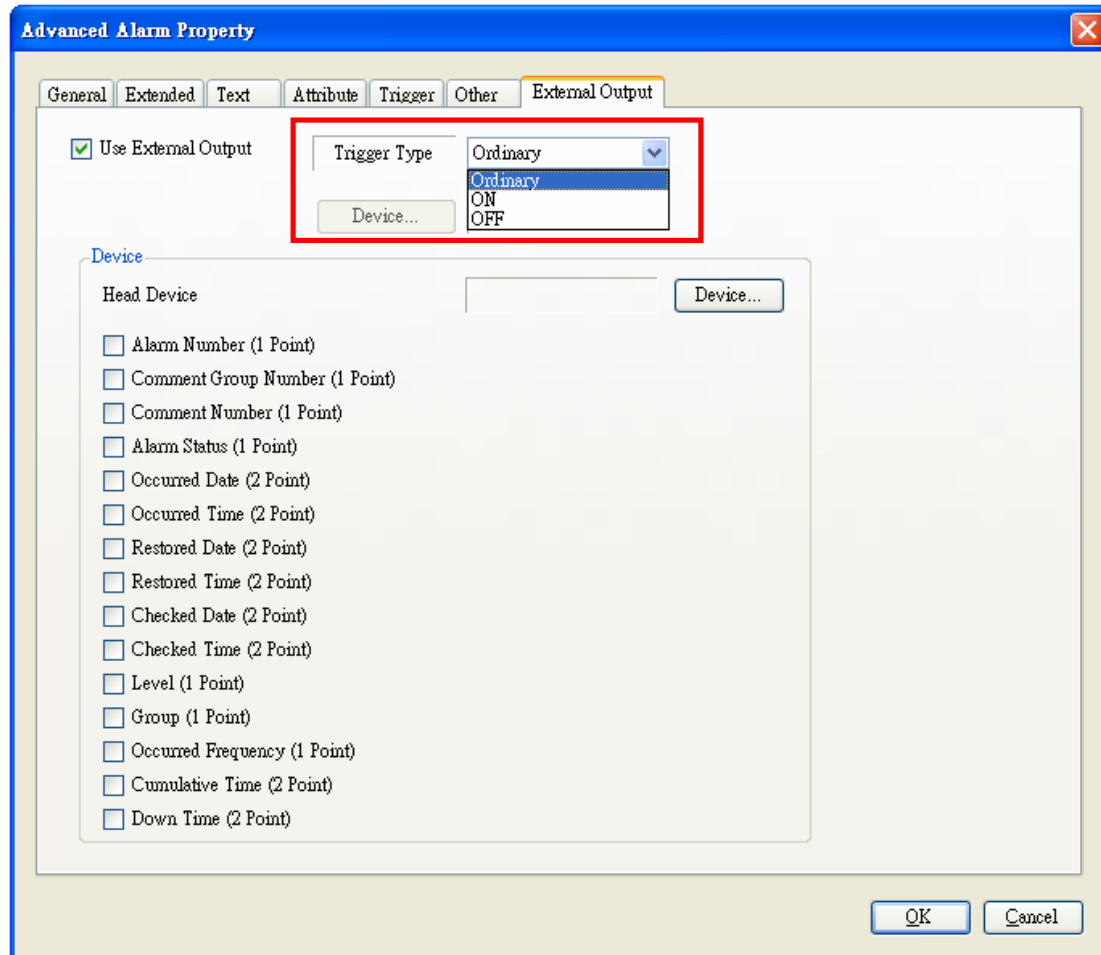 Advanced Alarm Property
General Extended Text Attribute Trigger Other External Output
Use External Output Trigger Type Ordinary
Ordinary
ON
Device... OFF
Device
Head Device Device...
Alarm Number (1 Point)
Comment Group Number (1 Point)
Comment Number (1 Point)
Alarm Status (1 Point)
Occurred Date (2 Point)
Occurred Time (2 Point)
Restored Date (2 Point)
Restored Time (2 Point)
Checked Date (2 Point)
Checked Time (2 Point)
Level (1 Point)
Group (1 Point)
Occurred Frequency (1 Point)
Cumulative Time (2 Point)
Down Time (2 Point)
OK Cancel